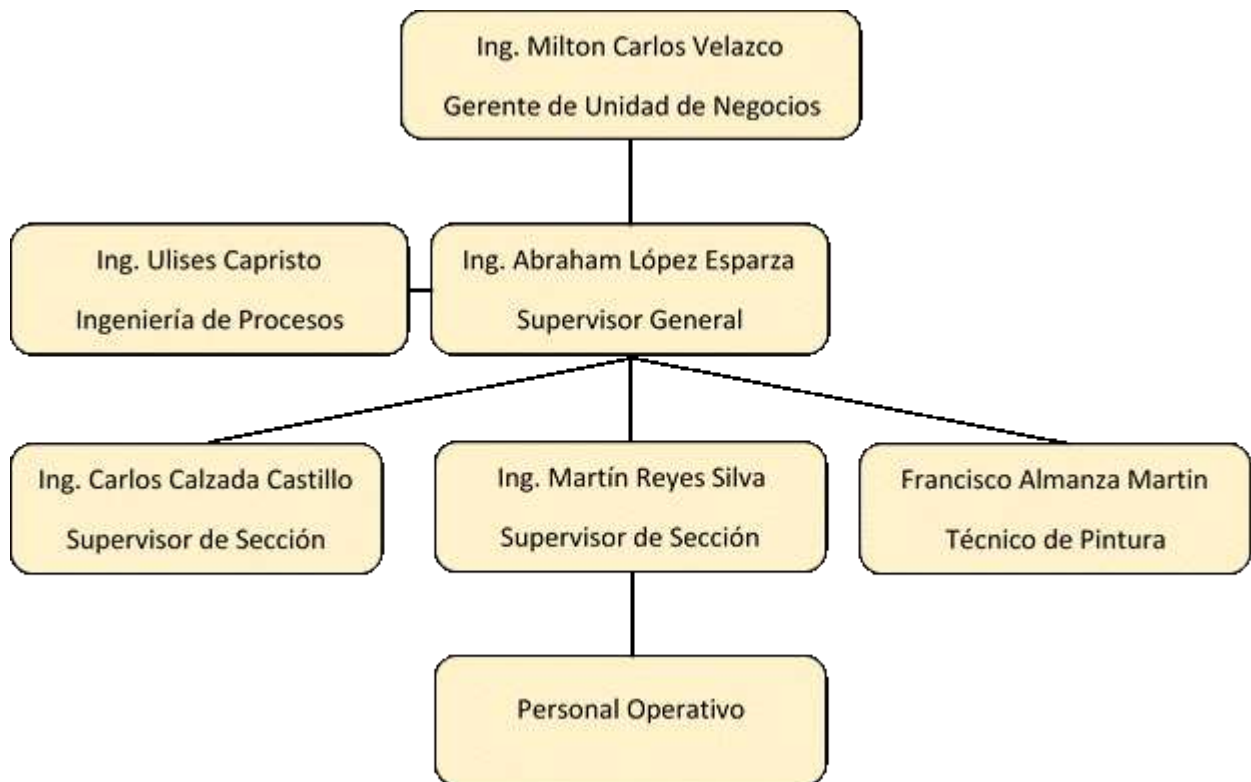 Ing. Milton Carlos Velazco
Gerente de Unidad de Negocios
Ing. Ulises Capristo
Ingeniería de Procesos
Ing. Abraham López Esparza
Supervisor General
Ing. Carlos Calzada Castillo
Supervisor de Sección
Ing. Martín Reyes Silva
Supervisor de Sección
Francisco Almanza Martin
Técnico de Pintura
Personal Operativo